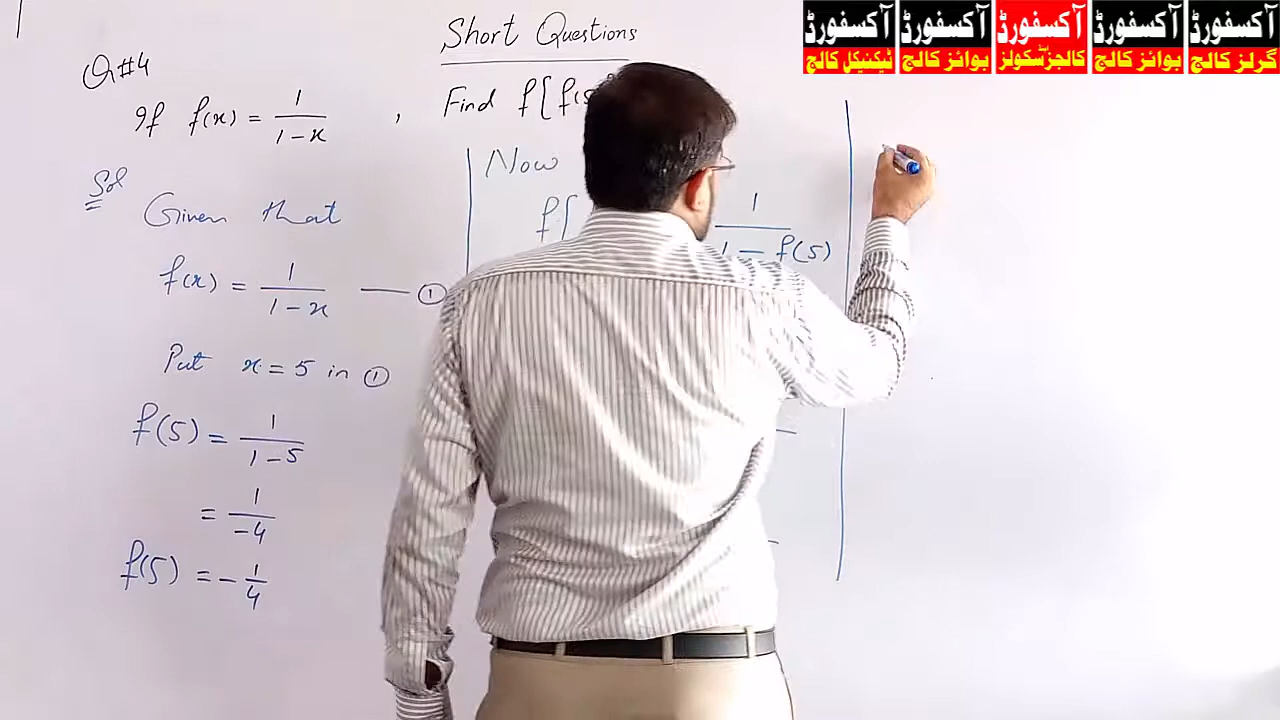 Short Questions
Q#4
If f(x) = 1/(1-x) , Find f[f(5
Sol
Given that
f(x) = 1/(1-x) — ①
Put x = 5 in ①
f(5) = 1/(1-5)
= 1/-4
f(5) = - 1/4
Now
f[
1/(1 - f(5))
آکسفورڈ
ٹیکنیکل کالج
آکسفورڈ
بوائز کالج
آکسفورڈ
کالجز سکولز
آکسفورڈ
بوائز کالج
آکسفورڈ
گرلز کالج